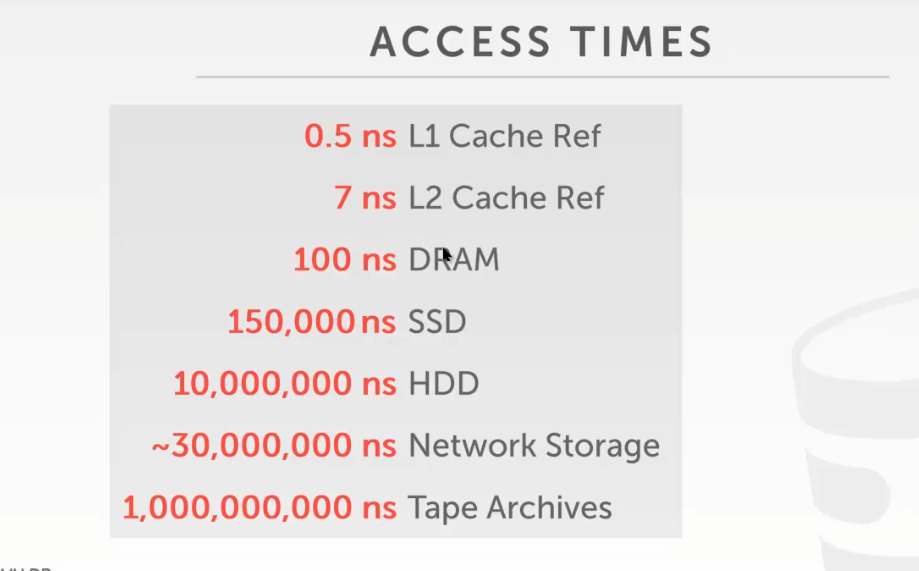 ACCESS TIMES
0.5 ns L1 Cache Ref
7 ns L2 Cache Ref
100 ns DRAM
150,000 ns SSD
10,000,000 ns HDD
~30,000,000 ns Network Storage
1,000,000,000 ns Tape Archives